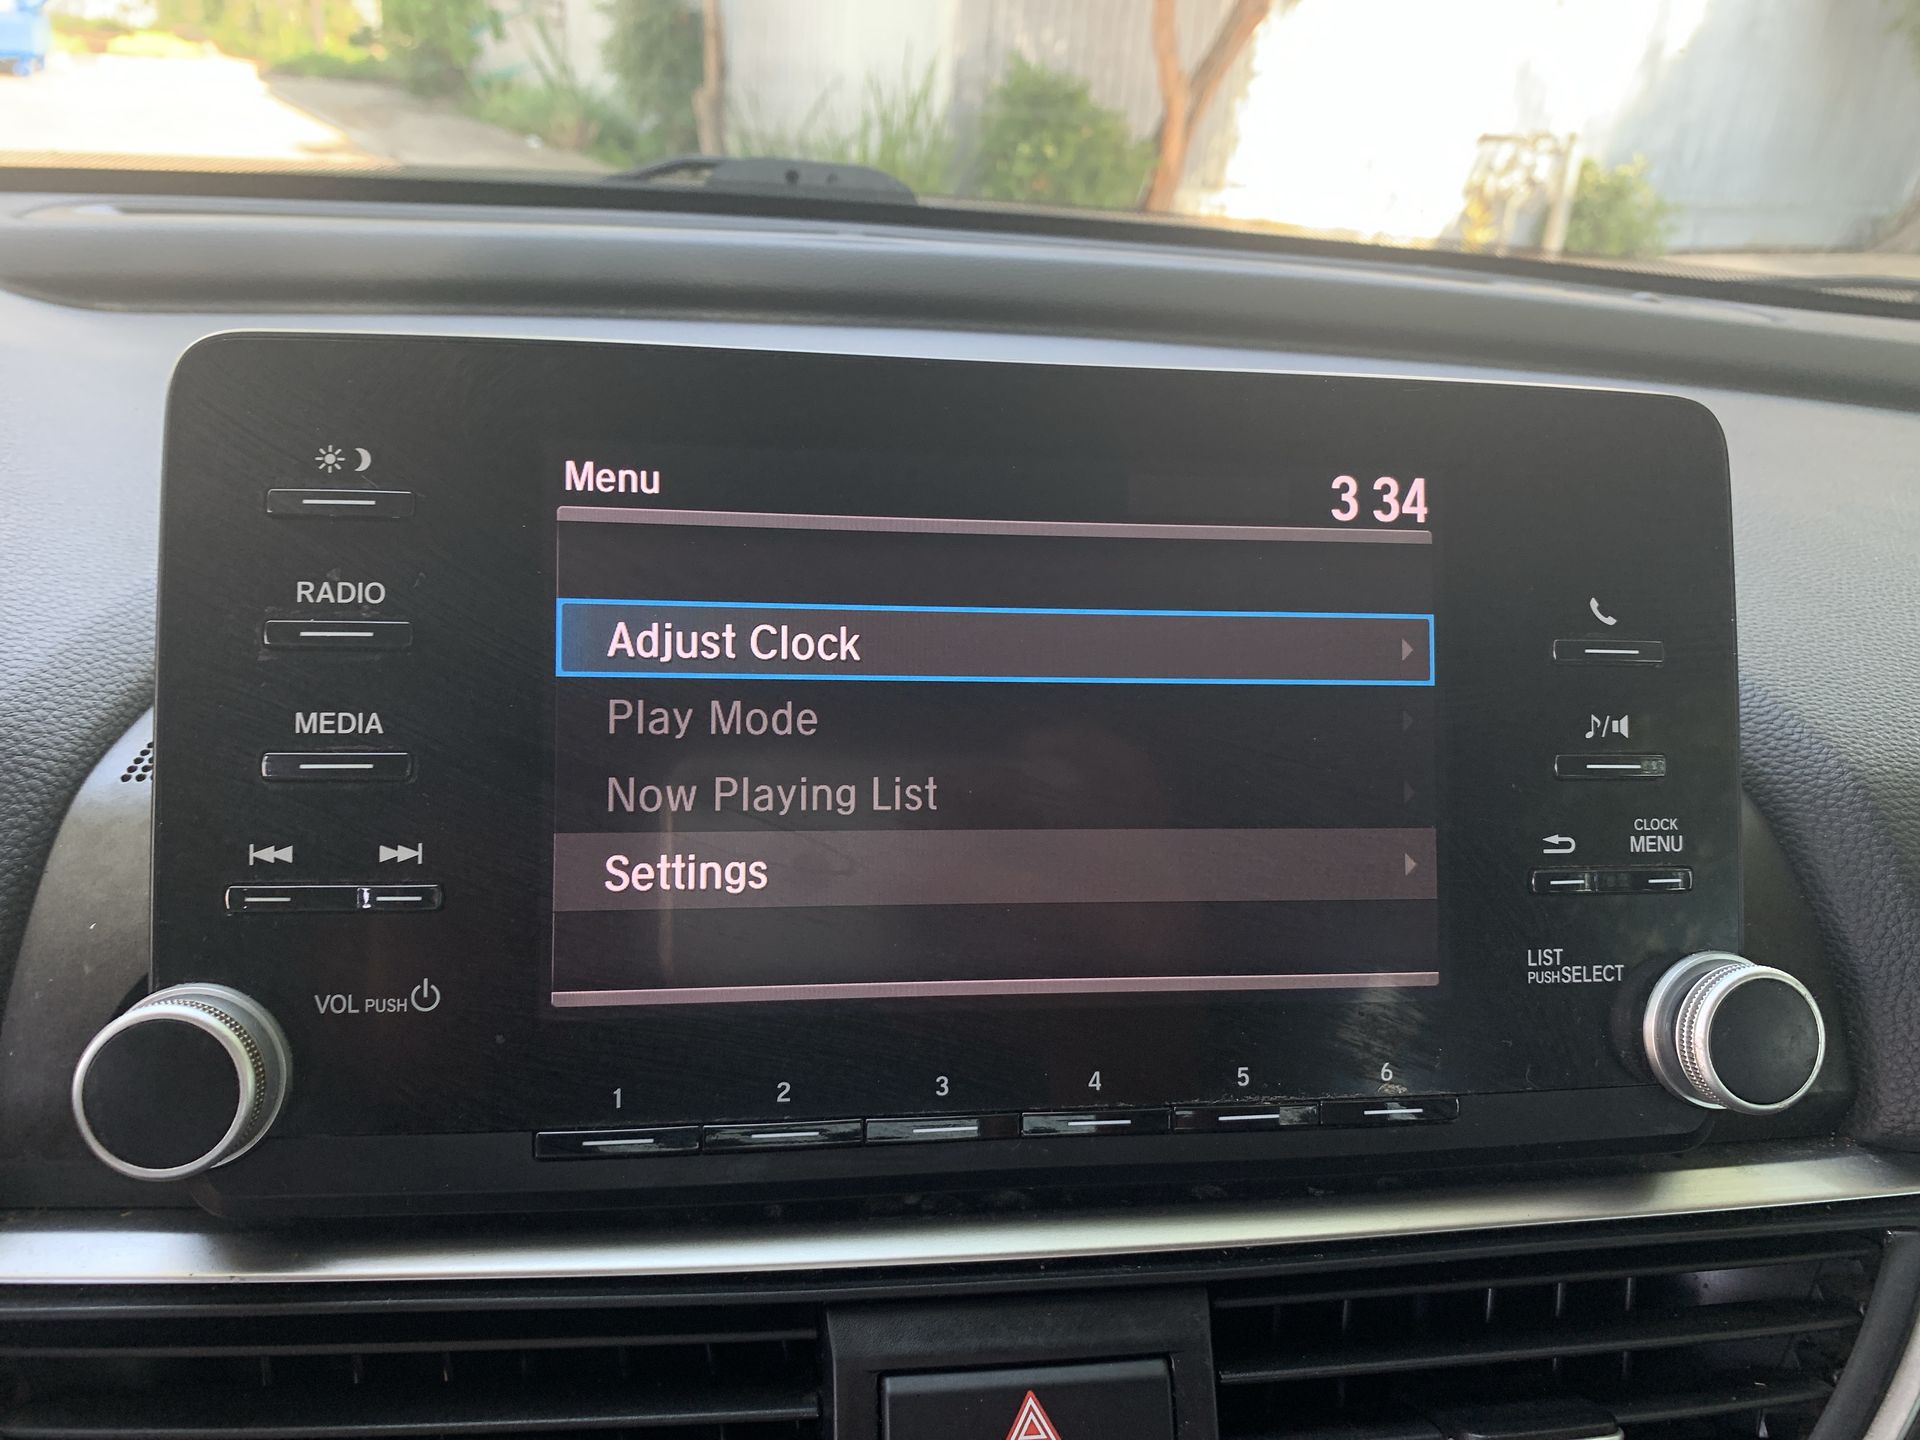 Menu
3 34
Adjust Clock
Play Mode
Now Playing List
Settings
RADIO
MEDIA
VOL PUSH
CLOCK
MENU
LIST
PUSH SELECT
1 2 3 4 5 6